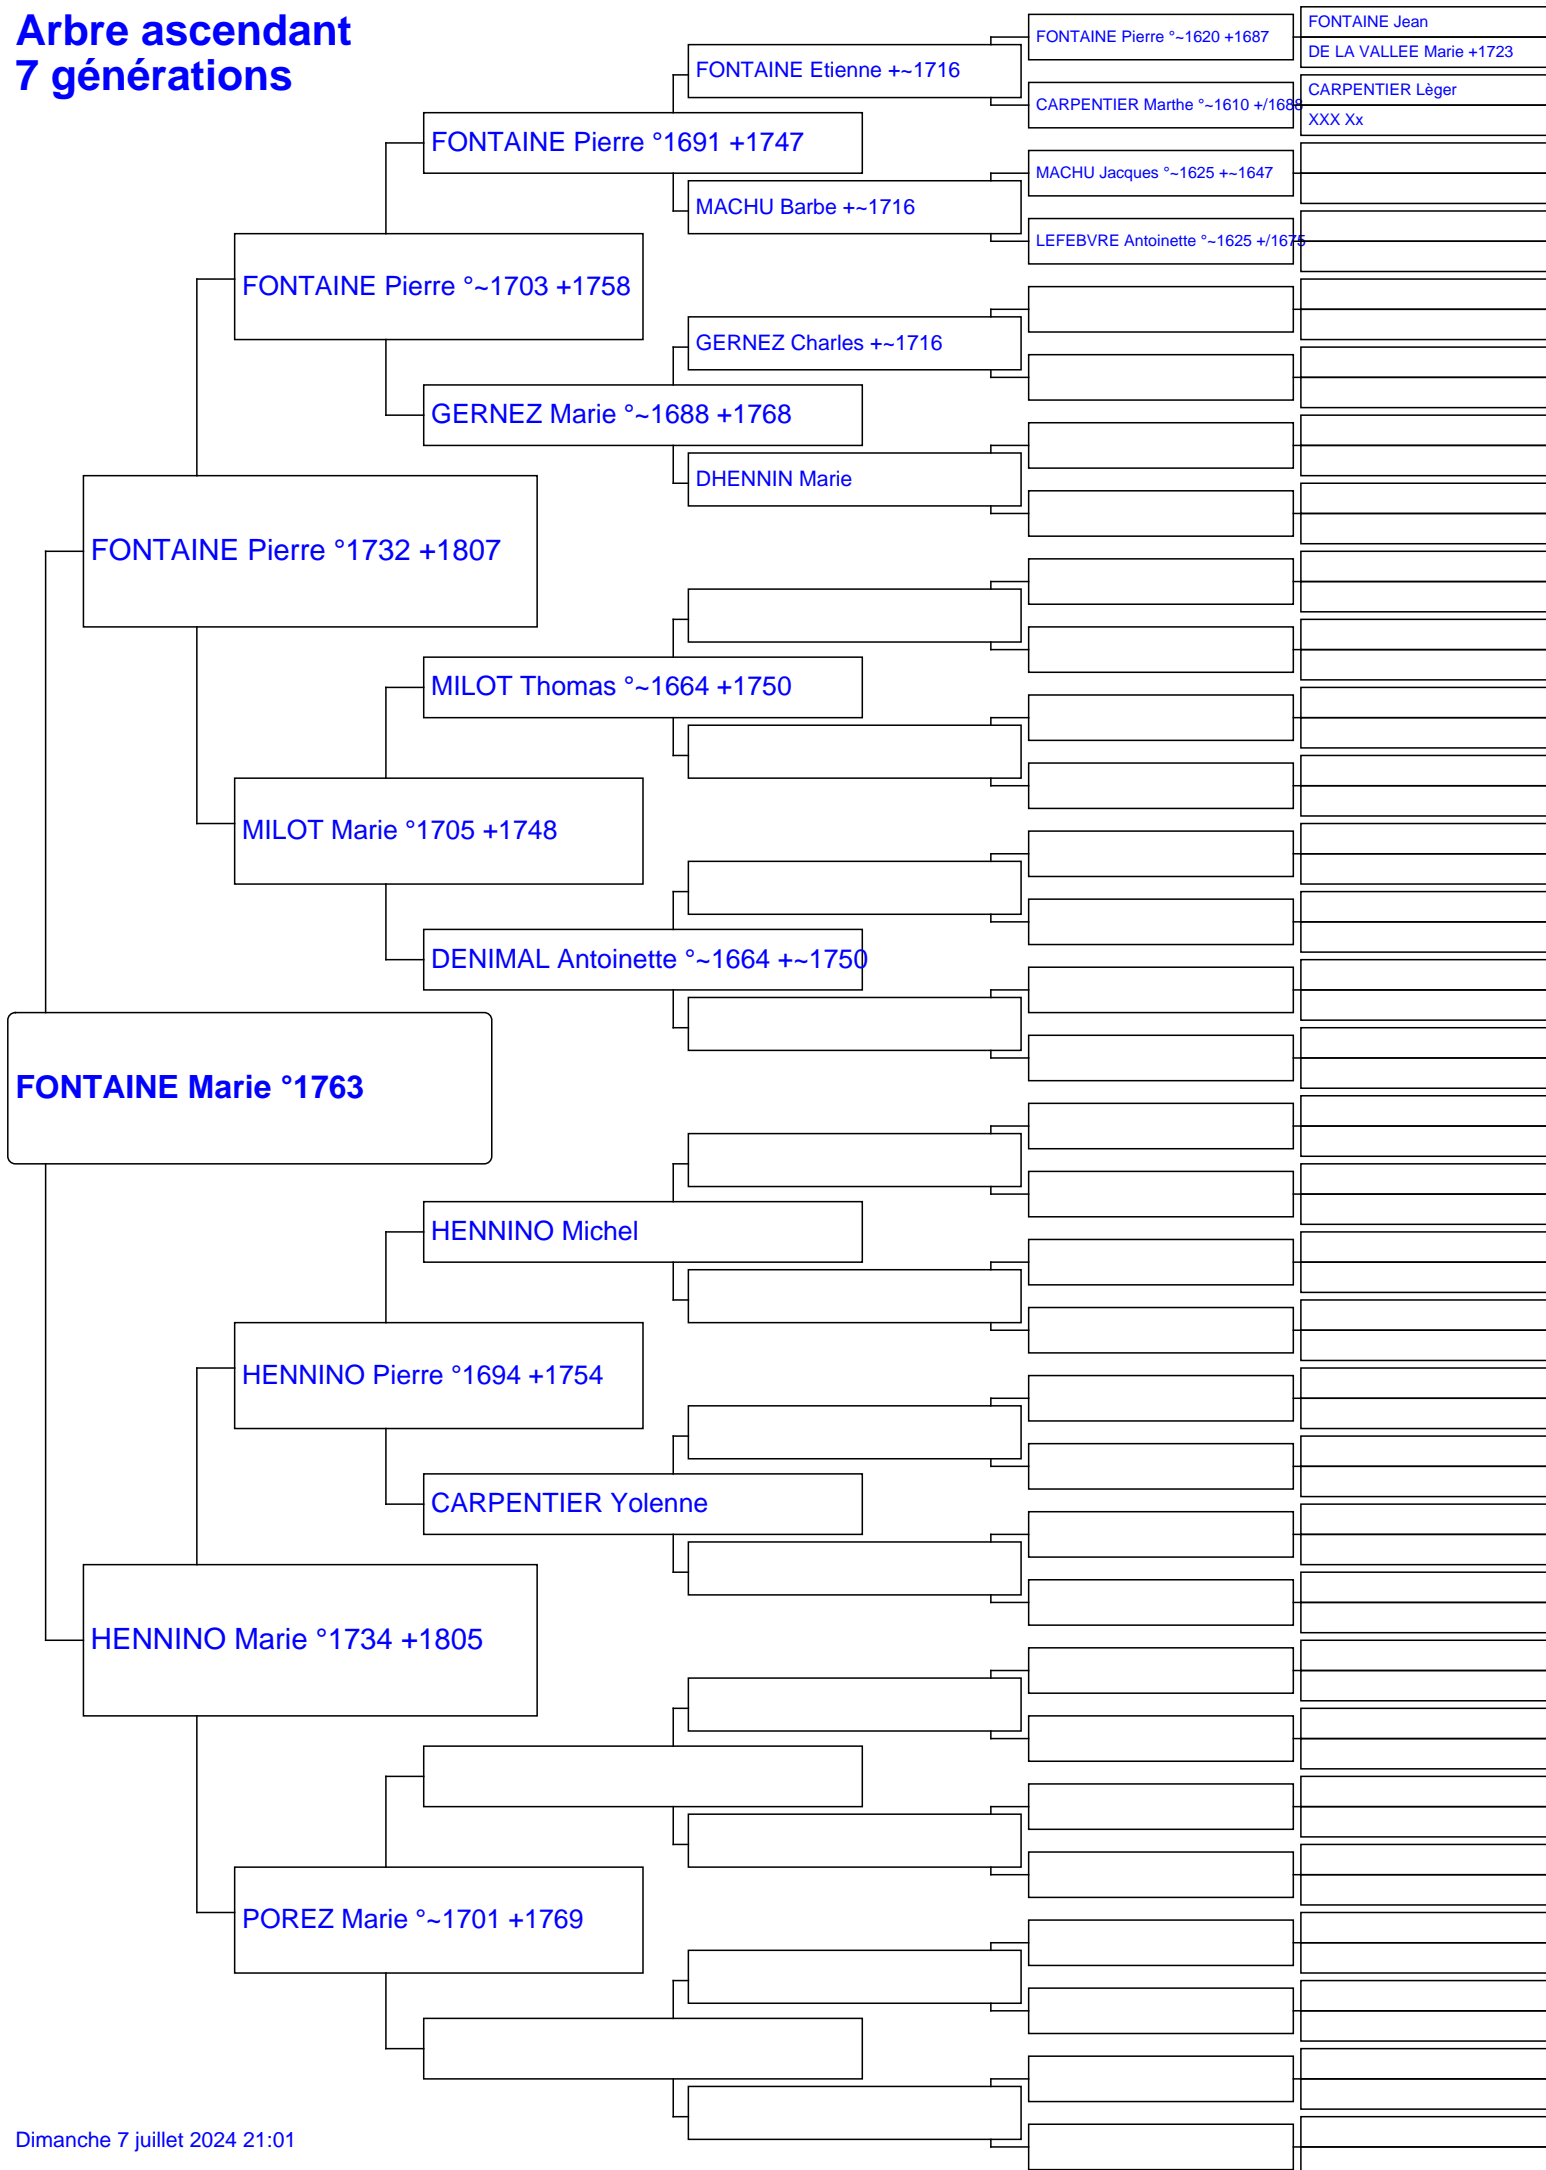 Arbre ascendant
7 générations
FONTAINE Jean
FONTAINE Pierre °~1620 +1687
DE LA VALLEE Marie +1723
FONTAINE Etienne +~1716
CARPENTIER Lèger
CARPENTIER Marthe °~1610 +/1688
XXX Xx
FONTAINE Pierre °1691 +1747
MACHU Jacques °~1625 +~1647
MACHU Barbe +~1716
LEFEBVRE Antoinette °~1625 +/1675
FONTAINE Pierre °~1703 +1758
GERNEZ Charles +~1716
GERNEZ Marie °~1688 +1768
DHENNIN Marie
FONTAINE Pierre °1732 +1807
MILOT Thomas °~1664 +1750
MILOT Marie °1705 +1748
DENIMAL Antoinette °~1664 +~1750
FONTAINE Marie °1763
HENNINO Michel
HENNINO Pierre °1694 +1754
CARPENTIER Yolenne
HENNINO Marie °1734 +1805
POREZ Marie °~1701 +1769
Dimanche 7 juillet 2024 21:01